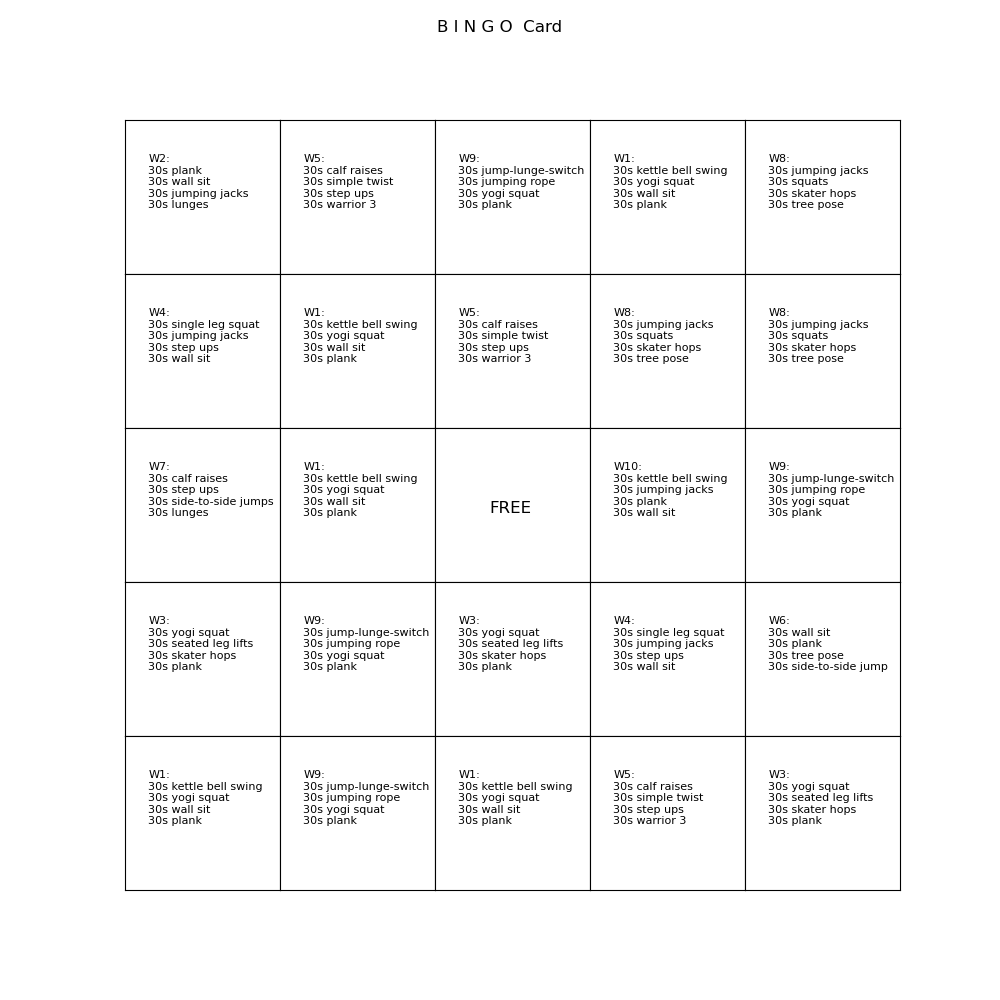 B I N G O  Card
W2:
30s plank
30s wall sit
30s jumping jacks
30s lunges
W5:
30s calf raises
30s simple twist
30s step ups
30s warrior 3
W9:
30s jump-lunge-switch
30s jumping rope
30s yogi squat
30s plank
W1:
30s kettle bell swing
30s yogi squat
30s wall sit
30s plank
W8:
30s jumping jacks
30s squats
30s skater hops
30s tree pose
W4:
30s single leg squat
30s jumping jacks
30s step ups
30s wall sit
W1:
30s kettle bell swing
30s yogi squat
30s wall sit
30s plank
W5:
30s calf raises
30s simple twist
30s step ups
30s warrior 3
W8:
30s jumping jacks
30s squats
30s skater hops
30s tree pose
W8:
30s jumping jacks
30s squats
30s skater hops
30s tree pose
W7:
30s calf raises
30s step ups
30s side-to-side jumps
30s lunges
W1:
30s kettle bell swing
30s yogi squat
30s wall sit
30s plank
FREE
W10:
30s kettle bell swing
30s jumping jacks
30s plank
30s wall sit
W9:
30s jump-lunge-switch
30s jumping rope
30s yogi squat
30s plank
W3:
30s yogi squat
30s seated leg lifts
30s skater hops
30s plank
W9:
30s jump-lunge-switch
30s jumping rope
30s yogi squat
30s plank
W3:
30s yogi squat
30s seated leg lifts
30s skater hops
30s plank
W4:
30s single leg squat
30s jumping jacks
30s step ups
30s wall sit
W6:
30s wall sit
30s plank
30s tree pose
30s side-to-side jump
W1:
30s kettle bell swing
30s yogi squat
30s wall sit
30s plank
W9:
30s jump-lunge-switch
30s jumping rope
30s yogi squat
30s plank
W1:
30s kettle bell swing
30s yogi squat
30s wall sit
30s plank
W5:
30s calf raises
30s simple twist
30s step ups
30s warrior 3
W3:
30s yogi squat
30s seated leg lifts
30s skater hops
30s plank